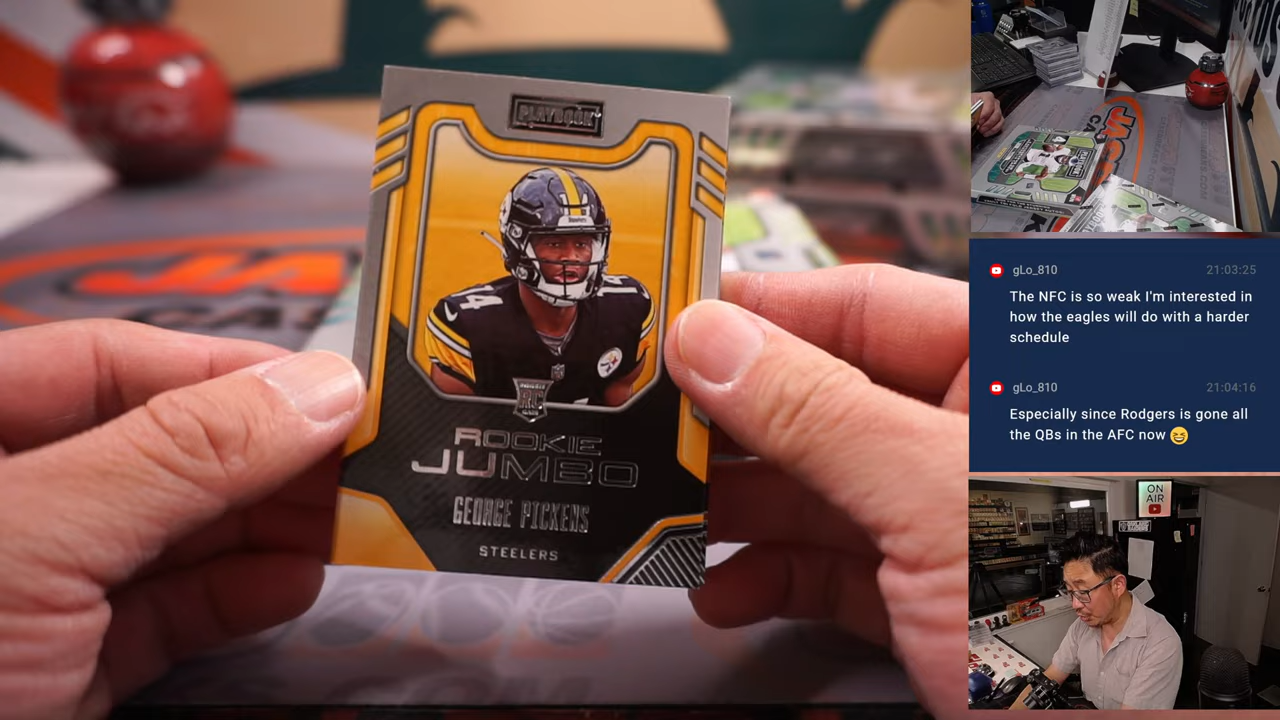 PLAYBOOK
14
Steelers
RC
ROOKIE
JUMBO
GEORGE PICKENS
STEELERS
gLo_810 21:03:25
The NFC is so weak I'm interested in
how the eagles will do with a harder
schedule
gLo_810 21:04:16
Especially since Rodgers is gone all
the QBs in the AFC now 😆
ON
AIR